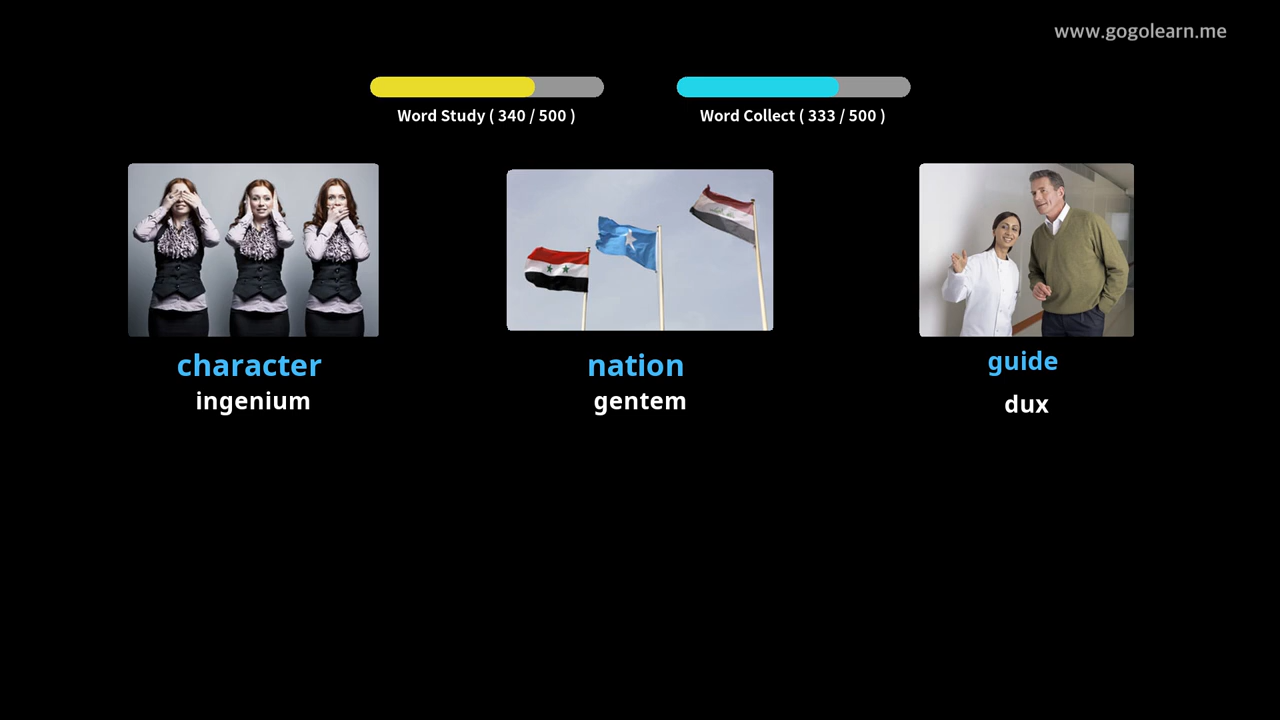 www.gogolearn.me
Word Study ( 340 / 500 )
Word Collect ( 333 / 500 )
character
ingenium
nation
gentem
guide
dux